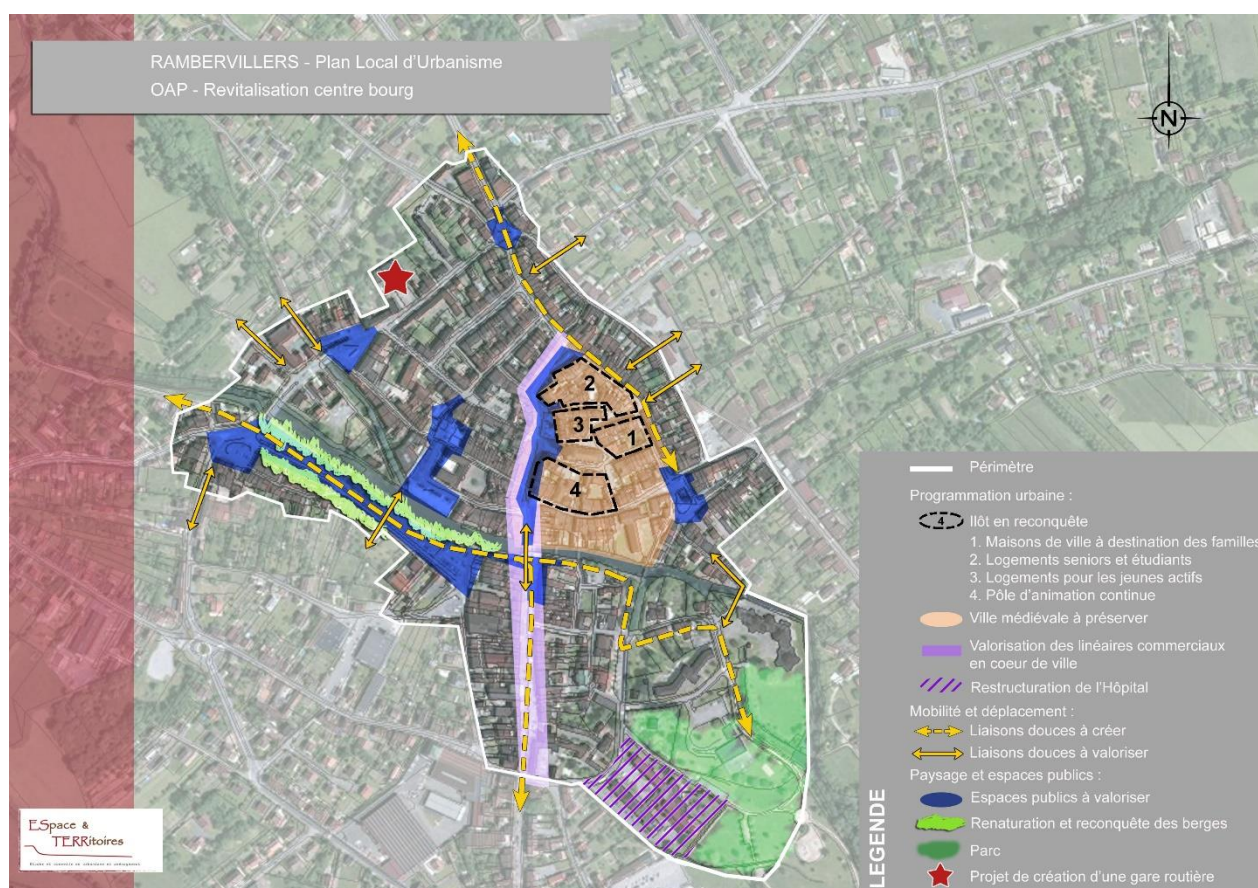 RAMBERVILLERS - Plan Local d'Urbanisme
OAP - Revitalisation centre bourg
N
2
3
1
4
LEGENDE
Périmètre
Programmation urbaine :
4 Ilôt en reconquête
1. Maisons de ville à destination des familles
2. Logements seniors et étudiants
3. Logements pour les jeunes actifs
4. Pôle d'animation continue
Ville médiévale à préserver
Valorisation des linéaires commerciaux
en coeur de ville
Restructuration de l'Hôpital
Mobilité et déplacement :
Liaisons douces à créer
Liaisons douces à valoriser
Paysage et espaces publics :
Espaces publics à valoriser
Renaturation et reconquête des berges
Parc
Projet de création d'une gare routière
ESpace &
TERRitoires